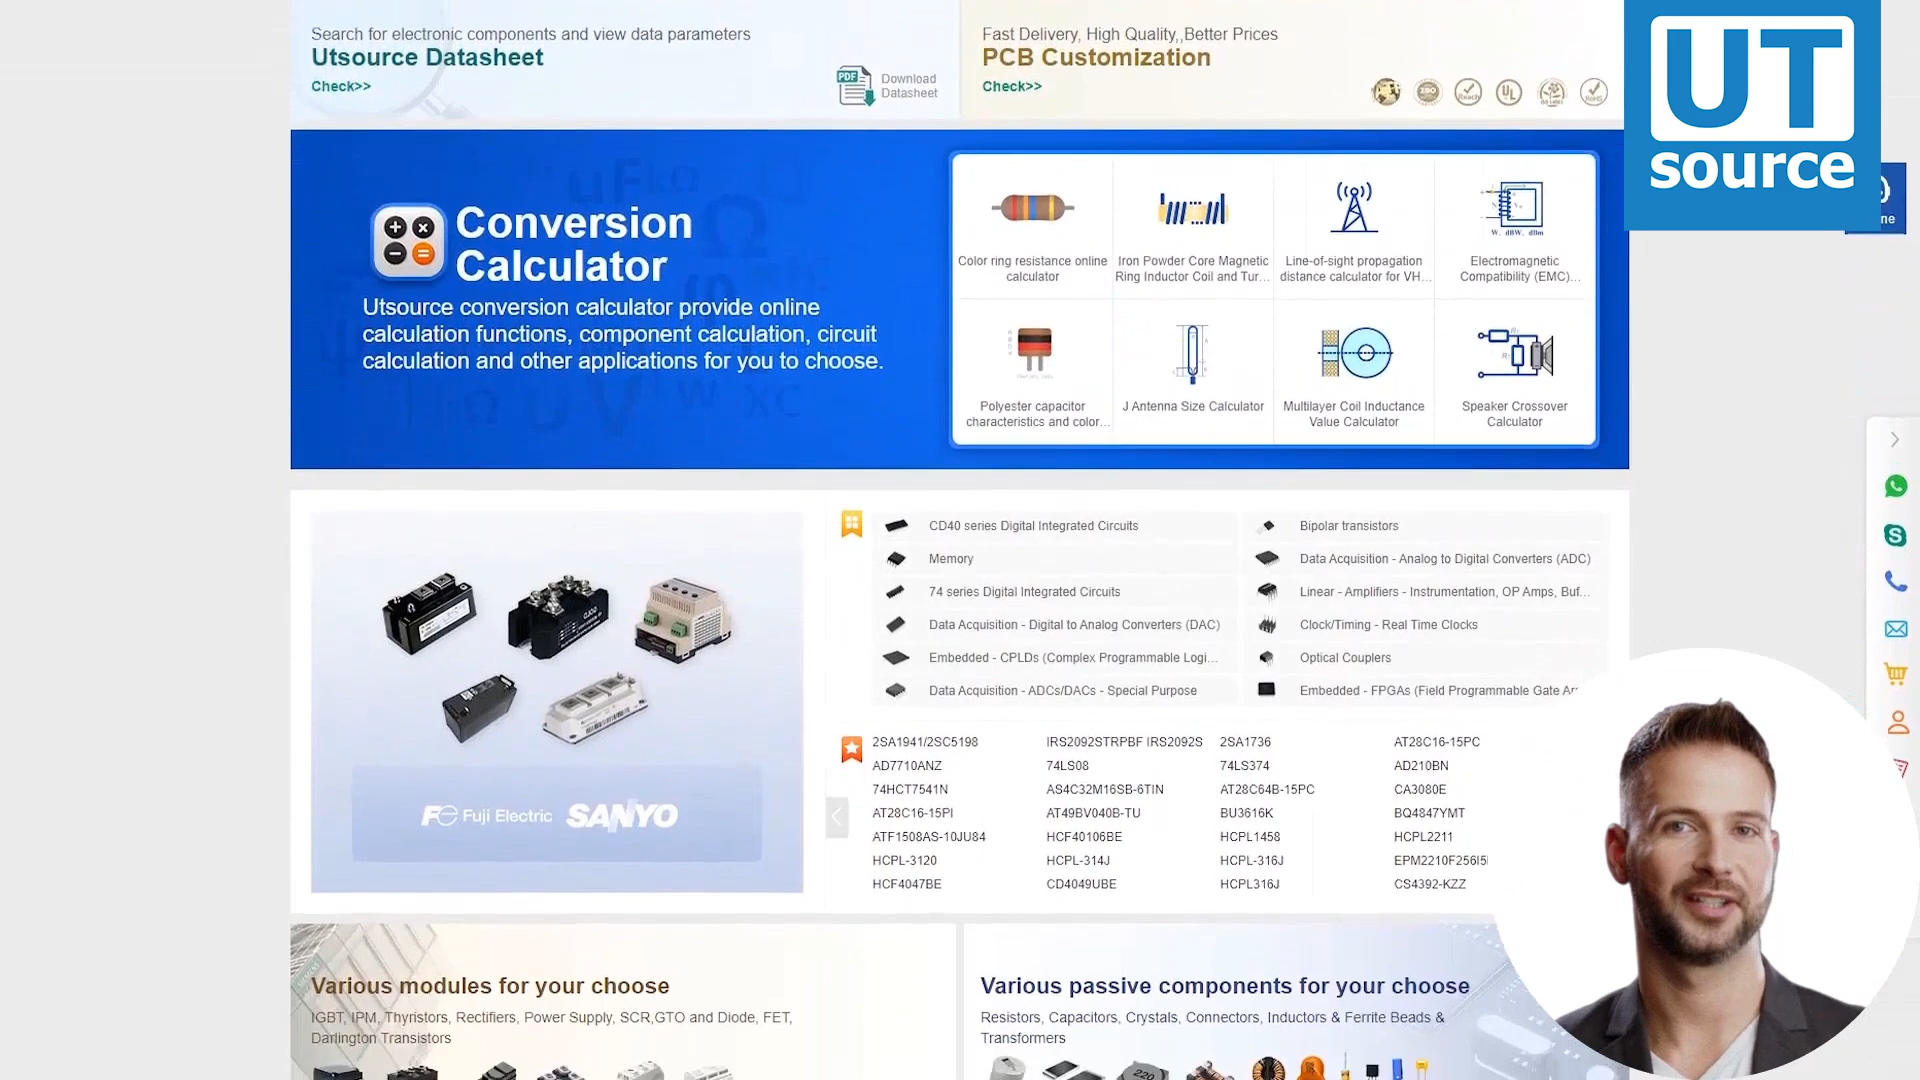 Search for electronic components and view data parameters
Utsource Datasheet
Check>>
PDF
Download
Datasheet
Fast Delivery, High Quality,,Better Prices
PCB Customization
Check>>
UT
source
Conversion
Calculator
Utsource conversion calculator provide online
calculation functions, component calculation, circuit
calculation and other applications for you to choose.
Color ring resistance online
calculator
Iron Powder Core Magnetic
Ring Inductor Coil and Tur...
Line-of-sight propagation
distance calculator for VH...
W、dBW、dBm
Electromagnetic
Compatibility (EMC)...
Polyester capacitor
characteristics and color...
J Antenna Size Calculator
Multilayer Coil Inductance
Value Calculator
Speaker Crossover
Calculator
CD40 series Digital Integrated Circuits
Memory
74 series Digital Integrated Circuits
Data Acquisition - Digital to Analog Converters (DAC)
Embedded - CPLDs (Complex Programmable Logi...
Data Acquisition - ADCs/DACs - Special Purpose
Bipolar transistors
Data Acquisition - Analog to Digital Converters (ADC)
Linear - Amplifiers - Instrumentation, OP Amps, Buf...
Clock/Timing - Real Time Clocks
Optical Couplers
Embedded - FPGAs (Field Programmable Gate Ar
2SA1941/2SC5198 IRS2092STRPBF IRS2092S 2SA1736 AT28C16-15PC
AD7710ANZ 74LS08 74LS374 AD210BN
74HCT7541N AS4C32M16SB-6TIN AT28C64B-15PC CA3080E
AT28C16-15PI AT49BV040B-TU BU3616K BQ4847YMT
ATF1508AS-10JU84 HCF40106BE HCPL1458 HCPL2211
HCPL-3120 HCPL-314J HCPL-316J EPM2210F256I5
HCF4047BE CD4049UBE HCPL316J CS4392-KZZ
Fe Fuji Electric SANYO
Various modules for your choose
IGBT, IPM, Thyristors, Rectifiers, Power Supply, SCR,GTO and Diode, FET,
Darlington Transistors
Various passive components for your choose
Resistors, Capacitors, Crystals, Connectors, Inductors & Ferrite Beads &
Transformers
220